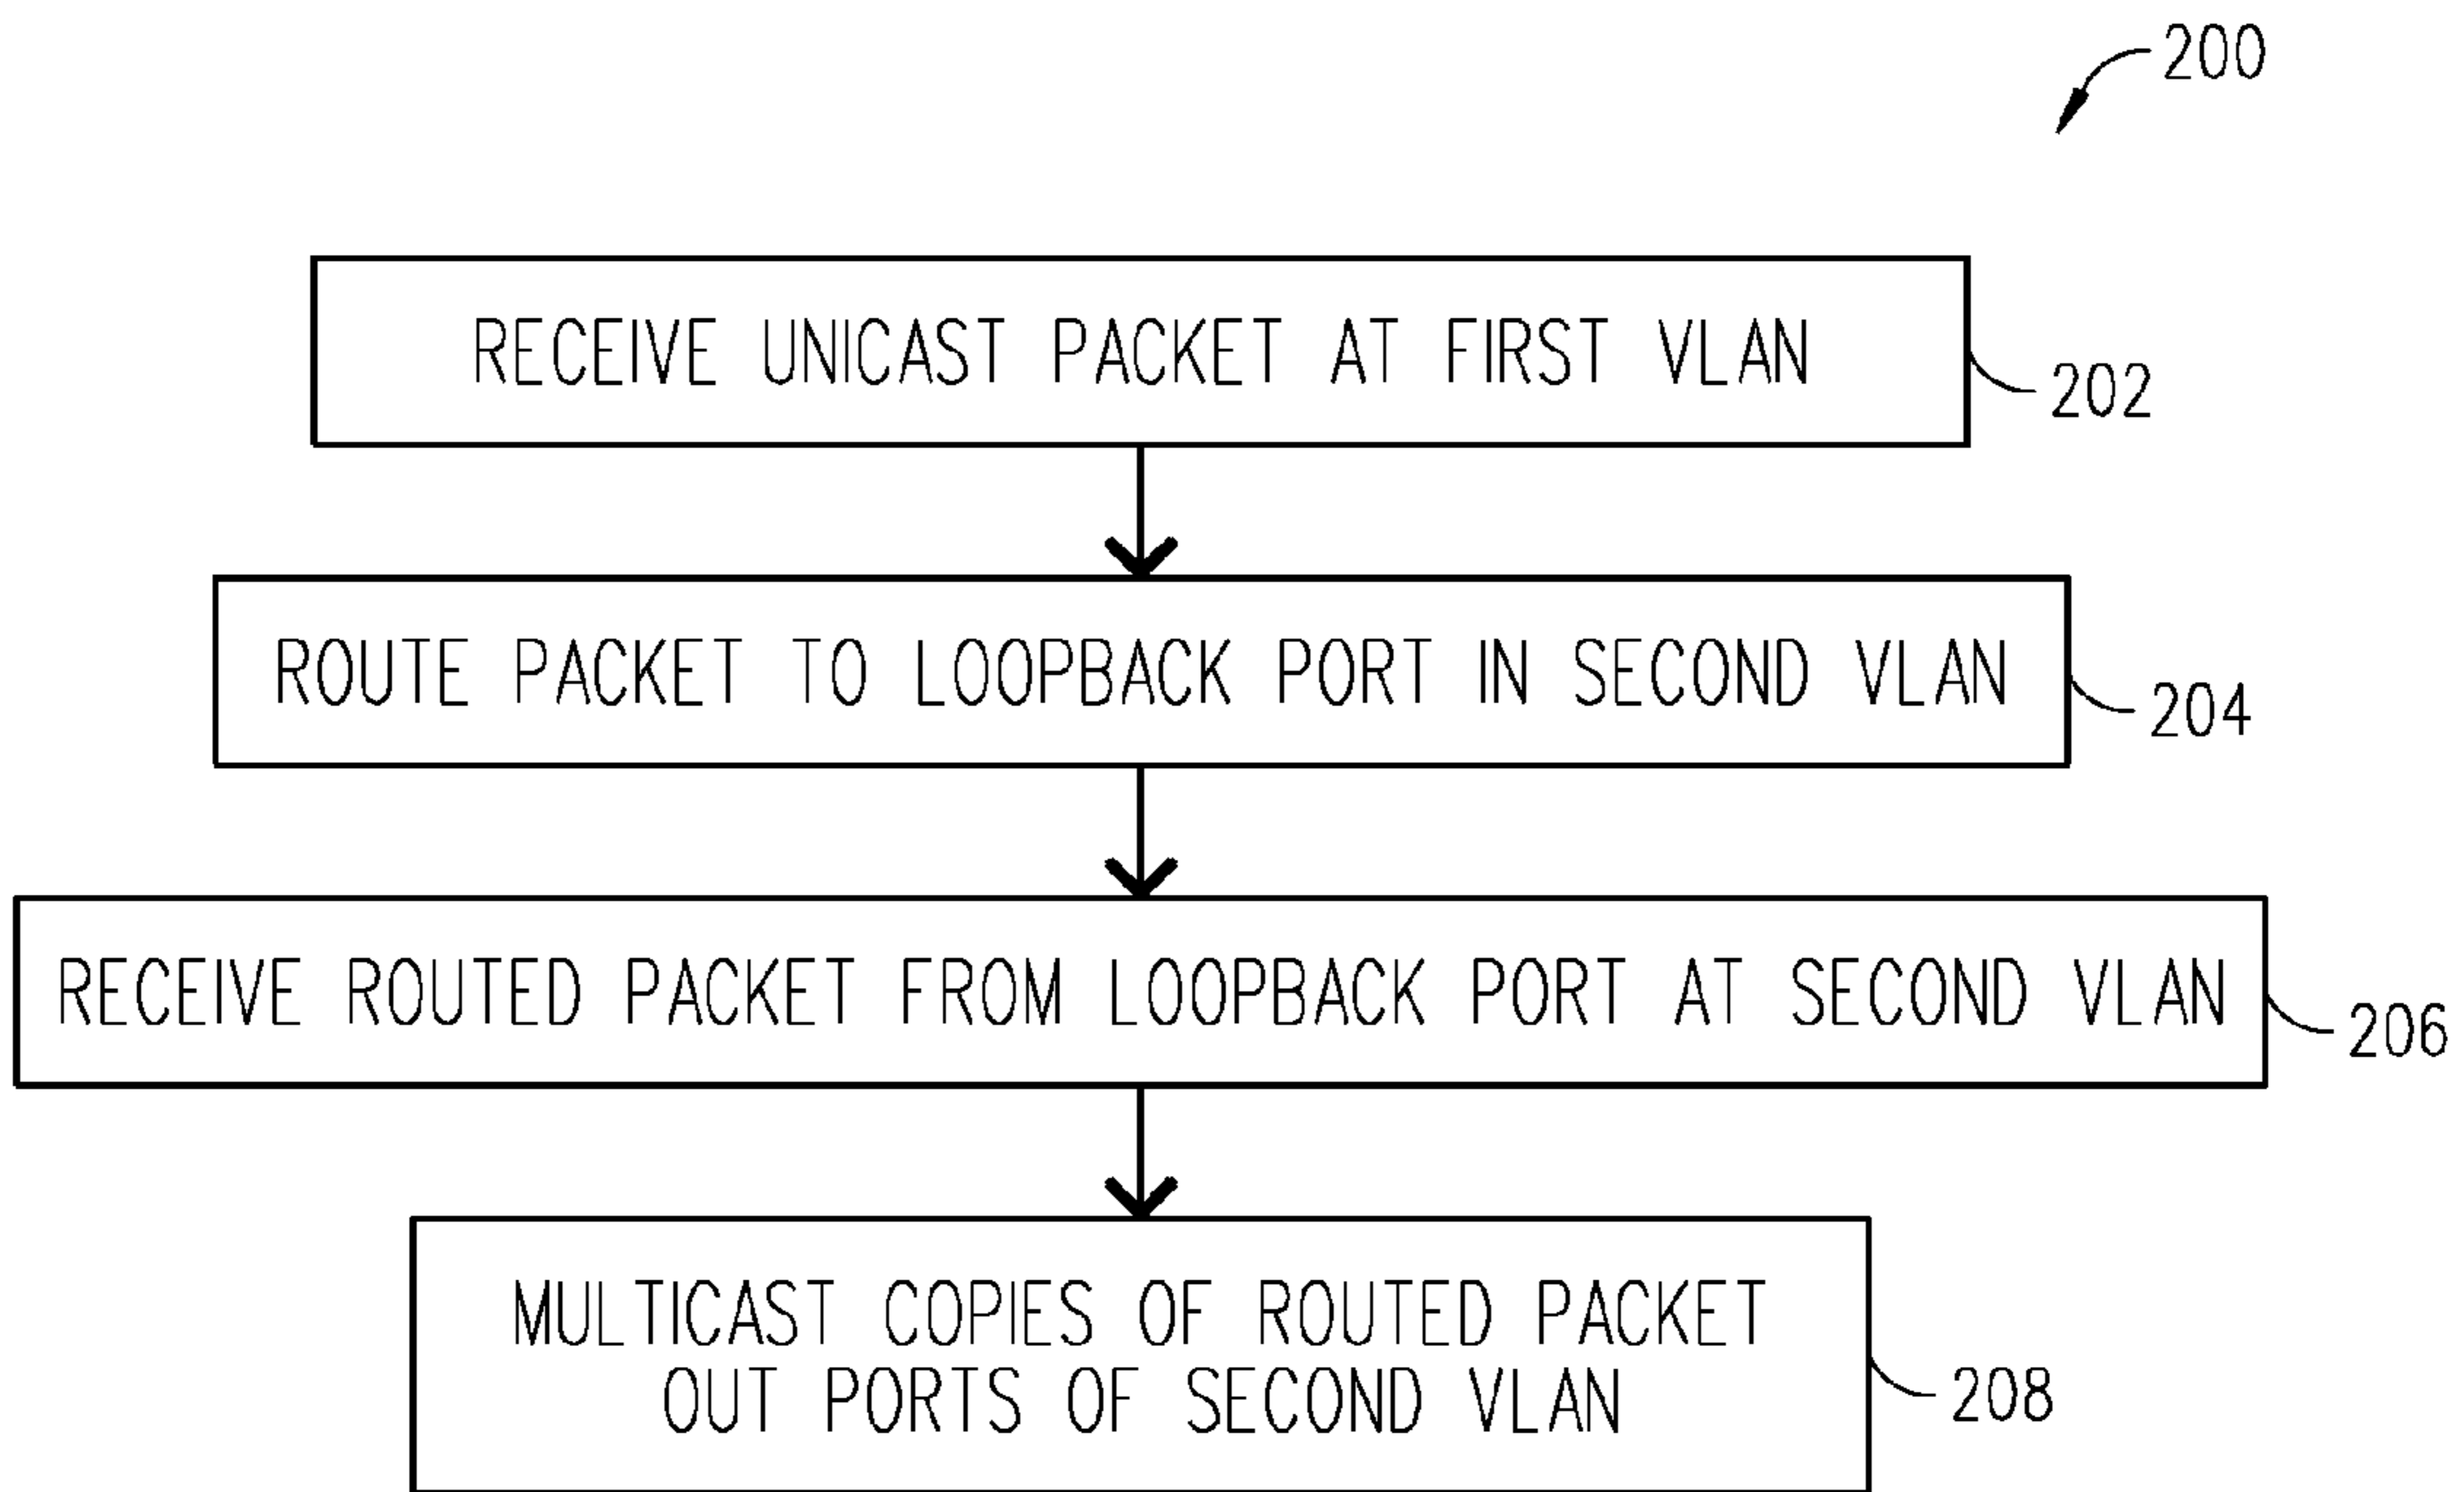 200
RECEIVE UNICAST PACKET AT FIRST VLAN
202
ROUTE PACKET TO LOOPBACK PORT IN SECOND VLAN
204
RECEIVE ROUTED PACKET FROM LOOPBACK PORT AT SECOND VLAN
206
MULTICAST COPIES OF ROUTED PACKET
OUT PORTS OF SECOND VLAN
208